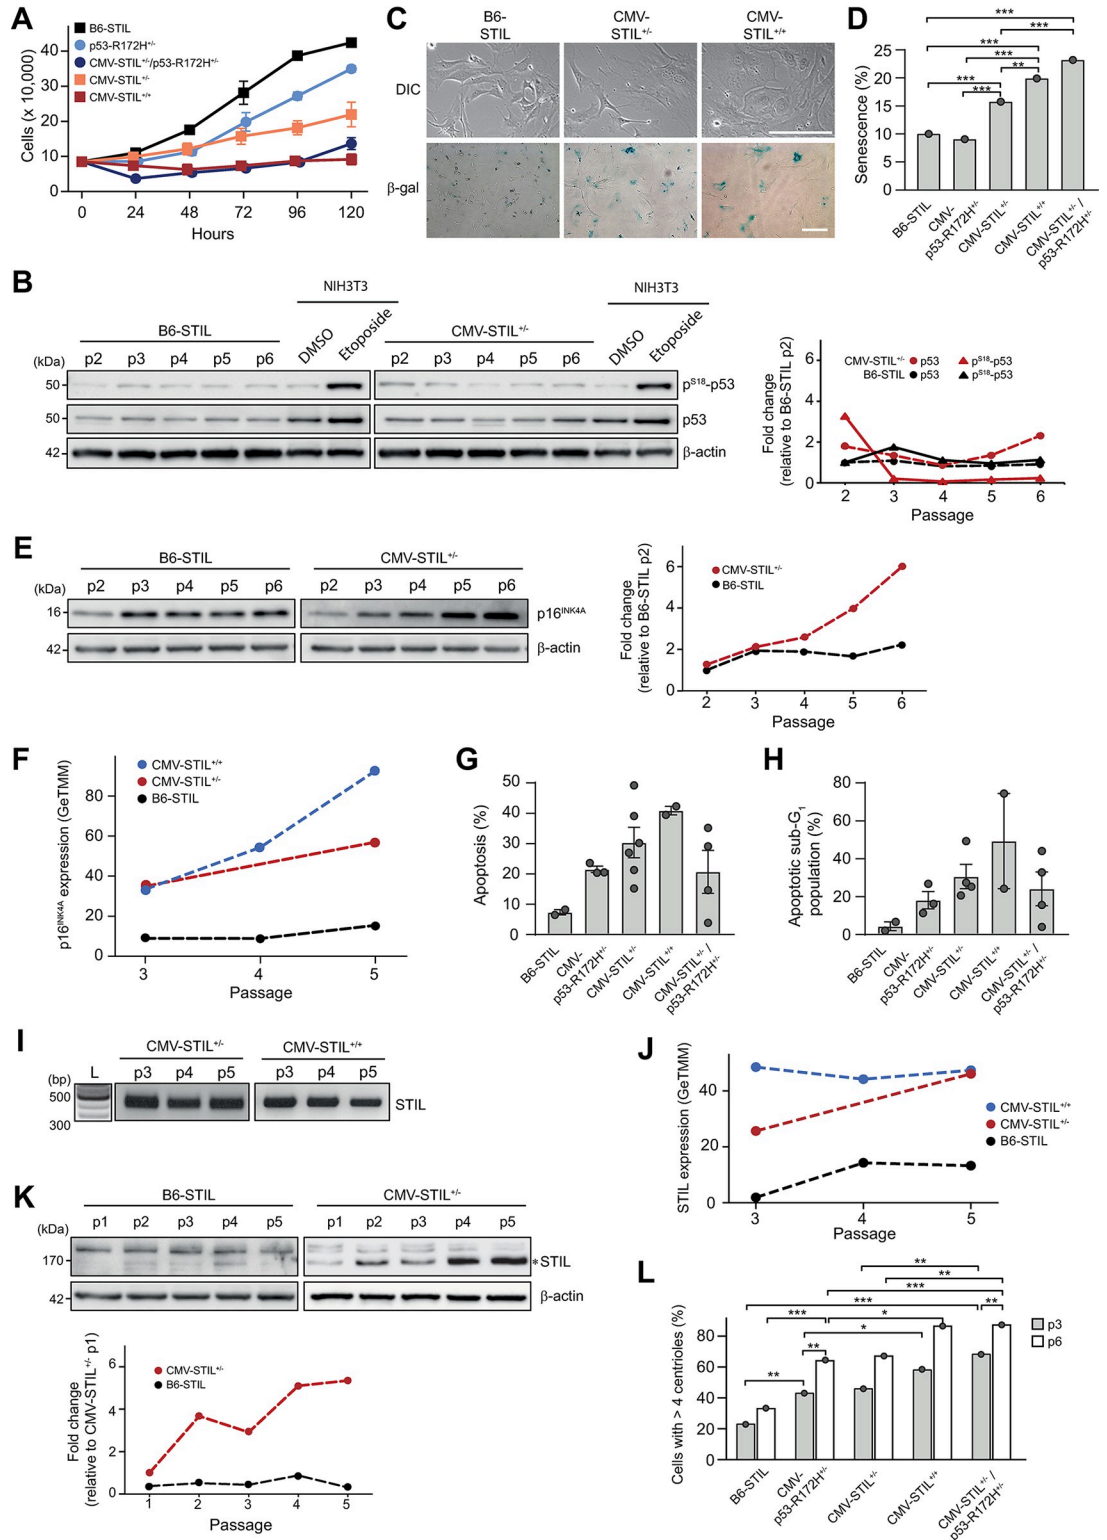 A
B6-STIL
p53-R172H+/-
CMV-STIL+/-/p53-R172H+/-
CMV-STIL+/-
CMV-STIL+/+
Cells (x 10,000)
40
30
20
10
0
0 24 48 72 96 120
Hours
C
B6-
STIL
CMV-
STIL+/-
CMV-
STIL+/+
DIC
β-gal
D
***
***
***
***
**
***
***
Senescence (%)
25
20
15
10
5
0
B6-STIL
CMV-
p53-R172H+/-
CMV-STIL+/-
CMV-STIL+/+
CMV-STIL+/- /
p53-R172H+/-
B
NIH3T3
NIH3T3
B6-STIL
DMSO
Etoposide
CMV-STIL+/-
DMSO
Etoposide
(kDa)
p2 p3 p4 p5 p6
p2 p3 p4 p5 p6
50
pS18-p53
50
p53
42
β-actin
CMV-STIL+/- p53 pS18-p53
B6-STIL p53 pS18-p53
Fold change
(relative to B6-STIL p2)
6
4
2
0
2 3 4 5 6
Passage
E
B6-STIL
CMV-STIL+/-
(kDa)
p2 p3 p4 p5 p6
p2 p3 p4 p5 p6
16
p16INK4A
42
β-actin
CMV-STIL+/-
B6-STIL
Fold change
(relative to B6-STIL p2)
6
4
2
0
2 3 4 5 6
Passage
F
CMV-STIL+/+
CMV-STIL+/-
B6-STIL
p16INK4A expression (GeTMM)
80
60
40
20
0
3 4 5
Passage
G
Apoptosis (%)
50
40
30
20
10
0
B6-STIL
CMV-
p53-R172H+/-
CMV-STIL+/-
CMV-STIL+/+
CMV-STIL+/- /
p53-R172H+/-
H
Apoptotic sub-G1
population (%)
80
60
40
20
0
B6-STIL
CMV-
p53-R172H+/-
CMV-STIL+/-
CMV-STIL+/+
CMV-STIL+/- /
p53-R172H+/-
I
CMV-STIL+/-
CMV-STIL+/+
(bp)
L
p3 p4 p5
p3 p4 p5
500
300
STIL
J
STIL expression (GeTMM)
40
20
0
3 4 5
Passage
CMV-STIL+/+
CMV-STIL+/-
B6-STIL
K
B6-STIL
CMV-STIL+/-
(kDa)
p1 p2 p3 p4 p5
p1 p2 p3 p4 p5
170
*STIL
42
β-actin
CMV-STIL+/-
B6-STIL
Fold change
(relative to CMV-STIL+/- p1)
6
4
2
0
1 2 3 4 5
Passage
L
**
**
***
***
**
***
*
*
**
**
p3
p6
Cells with > 4 centrioles (%)
80
60
40
20
0
B6-STIL
CMV-
p53-R172H+/-
CMV-STIL+/-
CMV-STIL+/+
CMV-STIL+/- /
p53-R172H+/-